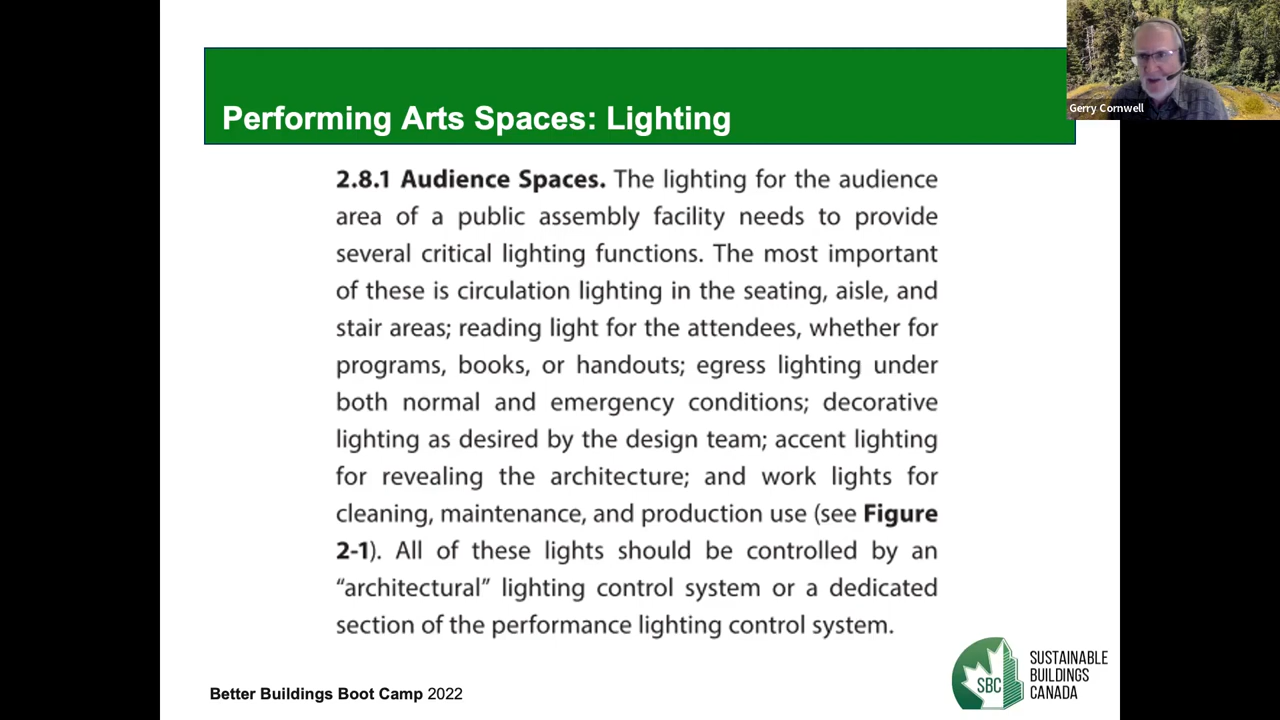 Performing Arts Spaces: Lighting
Gerry Cornwell
2.8.1 Audience Spaces. The lighting for the audience
area of a public assembly facility needs to provide
several critical lighting functions. The most important
of these is circulation lighting in the seating, aisle, and
stair areas; reading light for the attendees, whether for
programs, books, or handouts; egress lighting under
both normal and emergency conditions; decorative
lighting as desired by the design team; accent lighting
for revealing the architecture; and work lights for
cleaning, maintenance, and production use (see Figure
2-1). All of these lights should be controlled by an
“architectural” lighting control system or a dedicated
section of the performance lighting control system.
Better Buildings Boot Camp 2022
SBC
SUSTAINABLE
BUILDINGS
CANADA